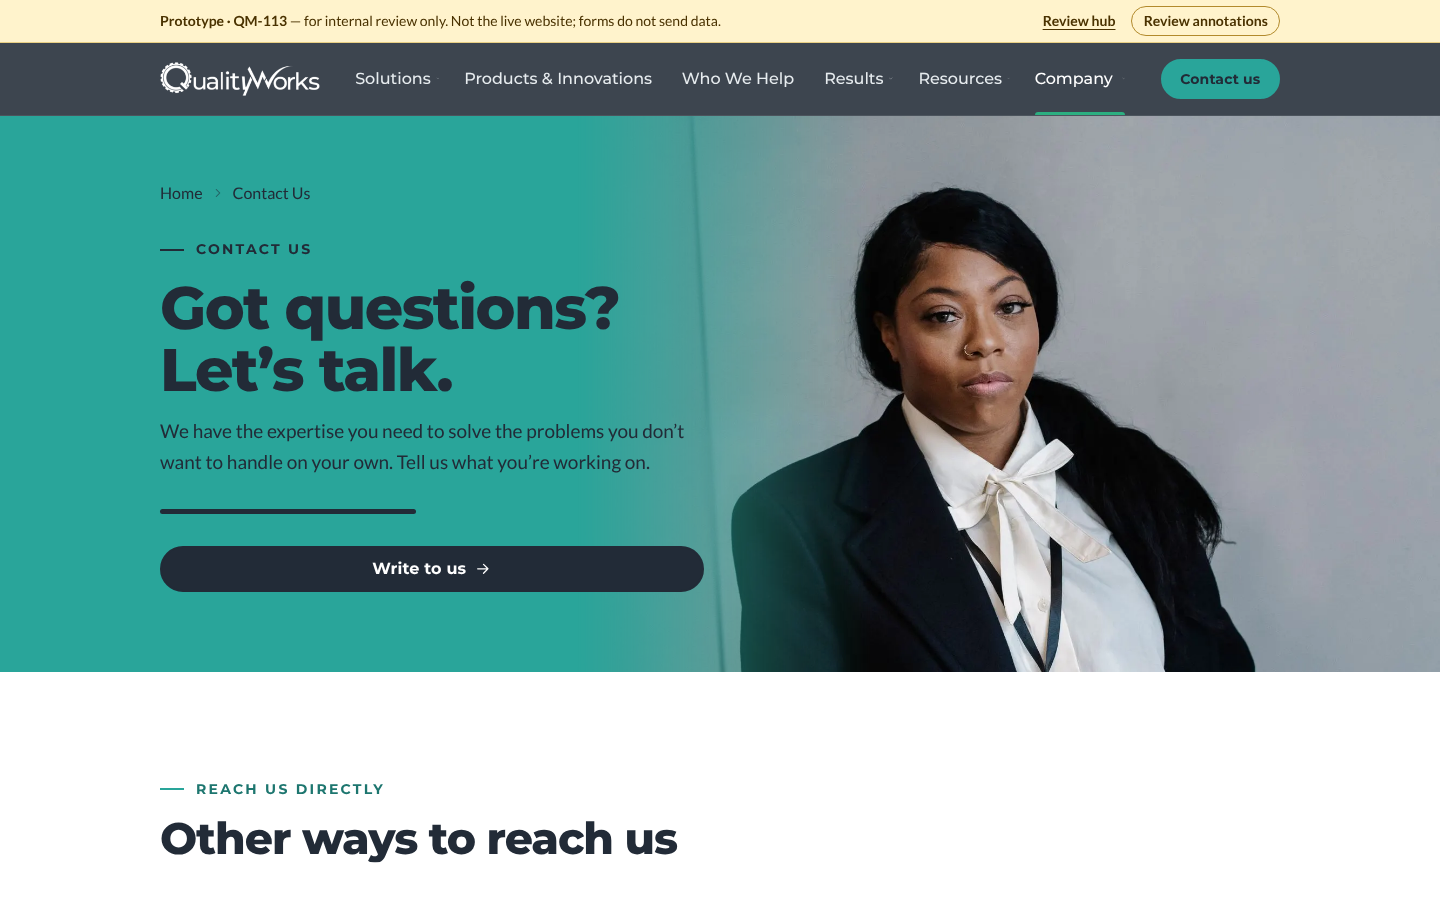 Prototype · QM-113 — for internal review only. Not the live website; forms do not send data.
Review hub
Review annotations
QualityWorks
Solutions
Products & Innovations
Who We Help
Results
Resources
Company
Contact us
Home
Contact Us
CONTACT US
Got questions?
Let’s talk.
We have the expertise you need to solve the problems you don’t
want to handle on your own. Tell us what you’re working on.
Write to us →
REACH US DIRECTLY
Other ways to reach us